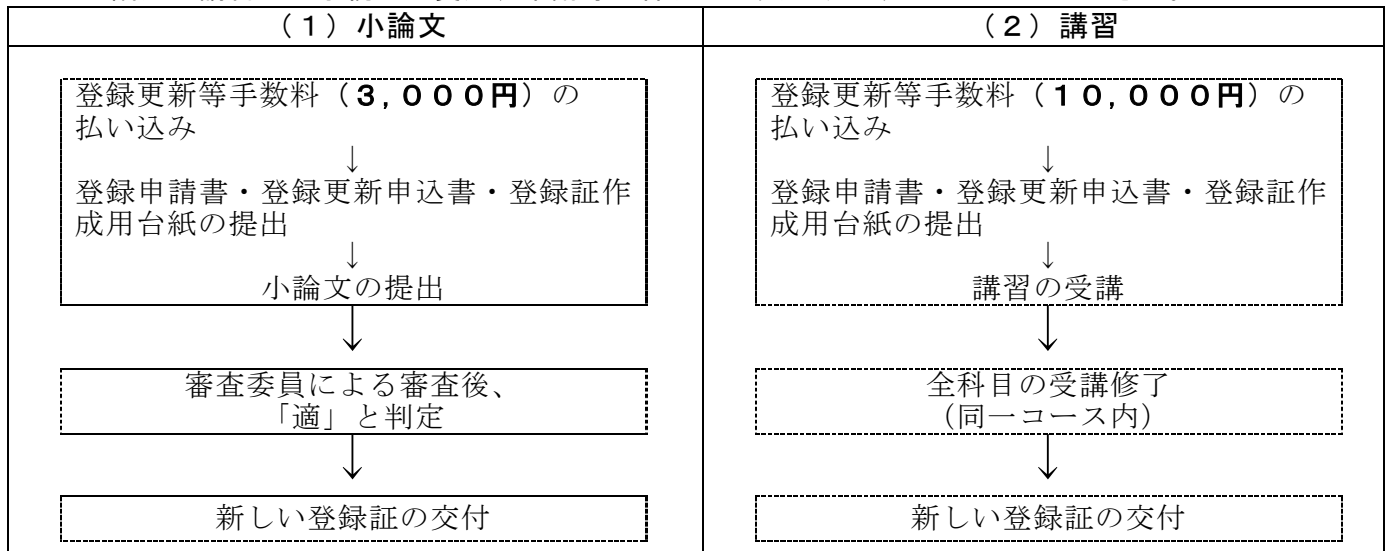 (1)小論文
登録更新等手数料(3,000円)の
払い込み
↓
登録申請書・登録更新申込書・登録証作
成用台紙の提出
↓
小論文の提出
↓
審査委員による審査後、
「適」と判定
↓
新しい登録証の交付
(2)講習
登録更新等手数料(10,000円)の
払い込み
↓
登録申請書・登録更新申込書・登録証作
成用台紙の提出
↓
講習の受講
↓
全科目の受講修了
(同一コース内)
↓
新しい登録証の交付